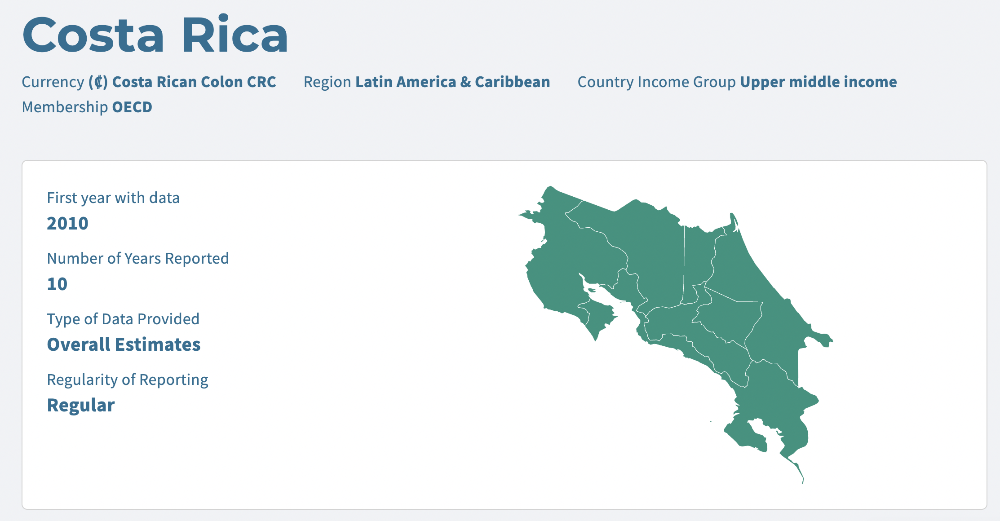 Costa Rica
Currency (₡) Costa Rican Colon CRC Region Latin America & Caribbean Country Income Group Upper middle income
Membership OECD
First year with data
2010
Number of Years Reported
10
Type of Data Provided
Overall Estimates
Regularity of Reporting
Regular